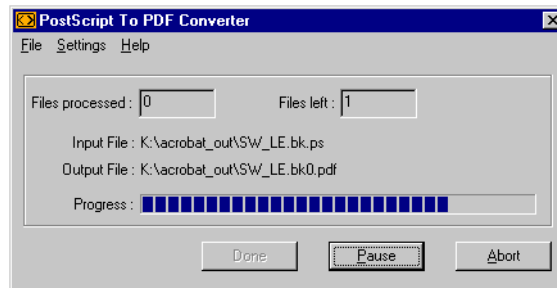 PostScript To PDF Converter
File Settings Help
Files processed : 0 Files left : 1
Input File : K:\acrobat_out\SW_LE.bk.ps
Output File : K:\acrobat_out\SW_LE.bk0.pdf
Progress :
Done Pause Abort